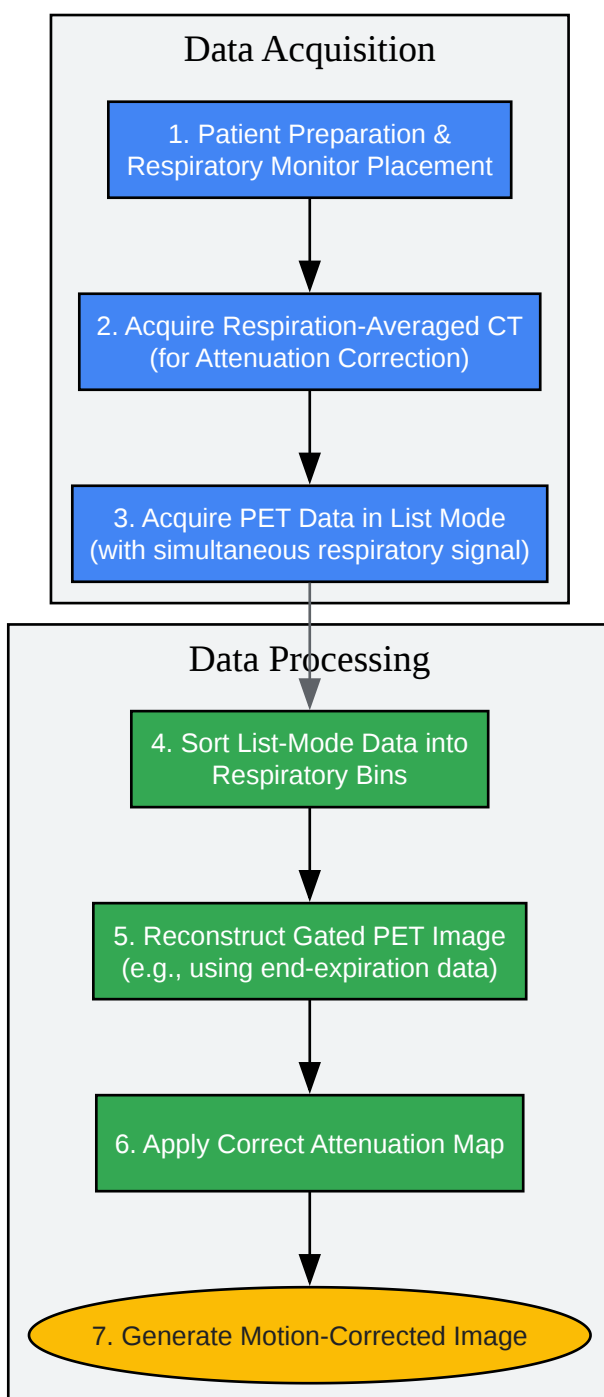 Data Acquisition
1. Patient Preparation &
Respiratory Monitor Placement
2. Acquire Respiration-Averaged CT
(for Attenuation Correction)
3. Acquire PET Data in List Mode
(with simultaneous respiratory signal)
Data Processing
4. Sort List-Mode Data into
Respiratory Bins
5. Reconstruct Gated PET Image
(e.g., using end-expiration data)
6. Apply Correct Attenuation Map
7. Generate Motion-Corrected Image